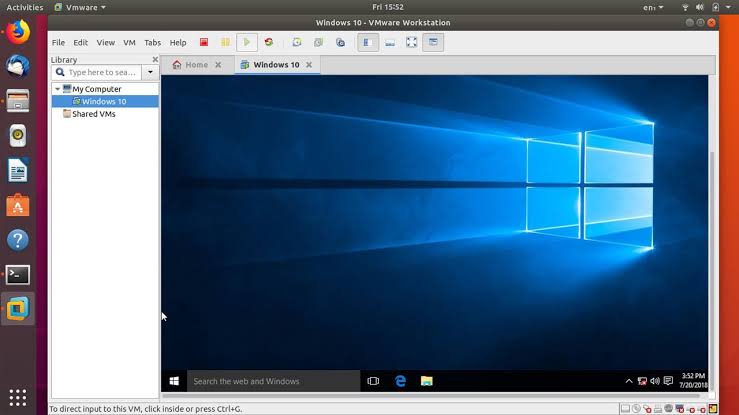 Activities Vmware Fri 15:52 en
Windows 10 - VMware Workstation
File Edit View VM Tabs Help
Library
Type here to sea...
Home Windows 10
My Computer
Windows 10
Shared VMs
Search the web and Windows
3:52 PM
7/20/2018
To direct input to this VM, click inside or press Ctrl+G.